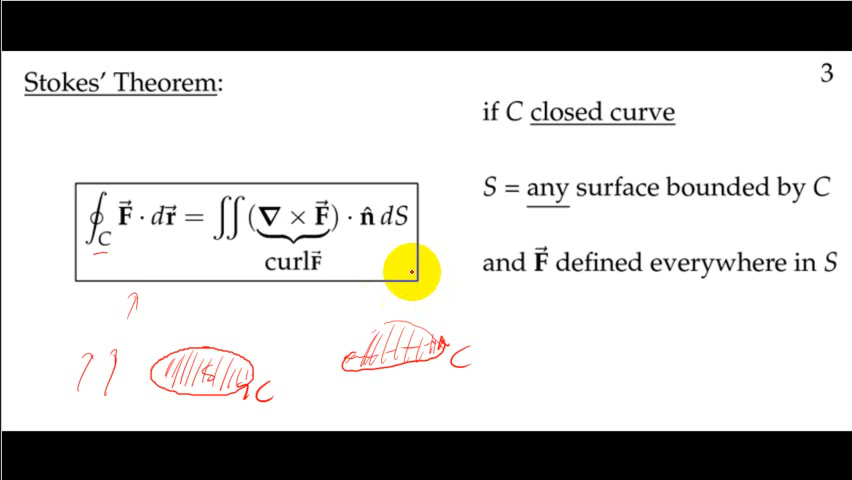 3
Stokes' Theorem:
if C closed curve
S = any surface bounded by C
∮_C F⃗ · dr⃗ = ∬(∇ × F⃗) · n̂ dS
curlF⃗
and F⃗ defined everywhere in S
C
C